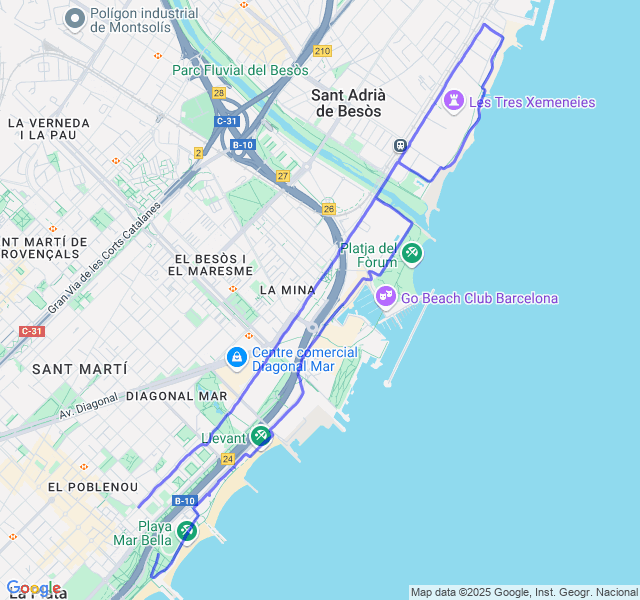 Polígon industrial
de Montsolís
210
Parc Fluvial del Besòs
28
Sant Adrià
de Besòs
Les Tres Xemeneies
LA VERNEDA
I LA PAU
C-31
B-10
2
27
26
Gran Via de les Corts Catalanes
NT MARTÍ DE
ROVENÇALS
EL BESÒS I
EL MARESME
Platja del
Fòrum
LA MINA
Go Beach Club Barcelona
C-31
Centre comercial
Diagonal Mar
SANT MARTÍ
Av. Diagonal
DIAGONAL MAR
Llevant
24
EL POBLENOU
B-10
Playa
Mar Bella
La Plata
Google
Map data ©2025 Google, Inst. Geogr. Nacional